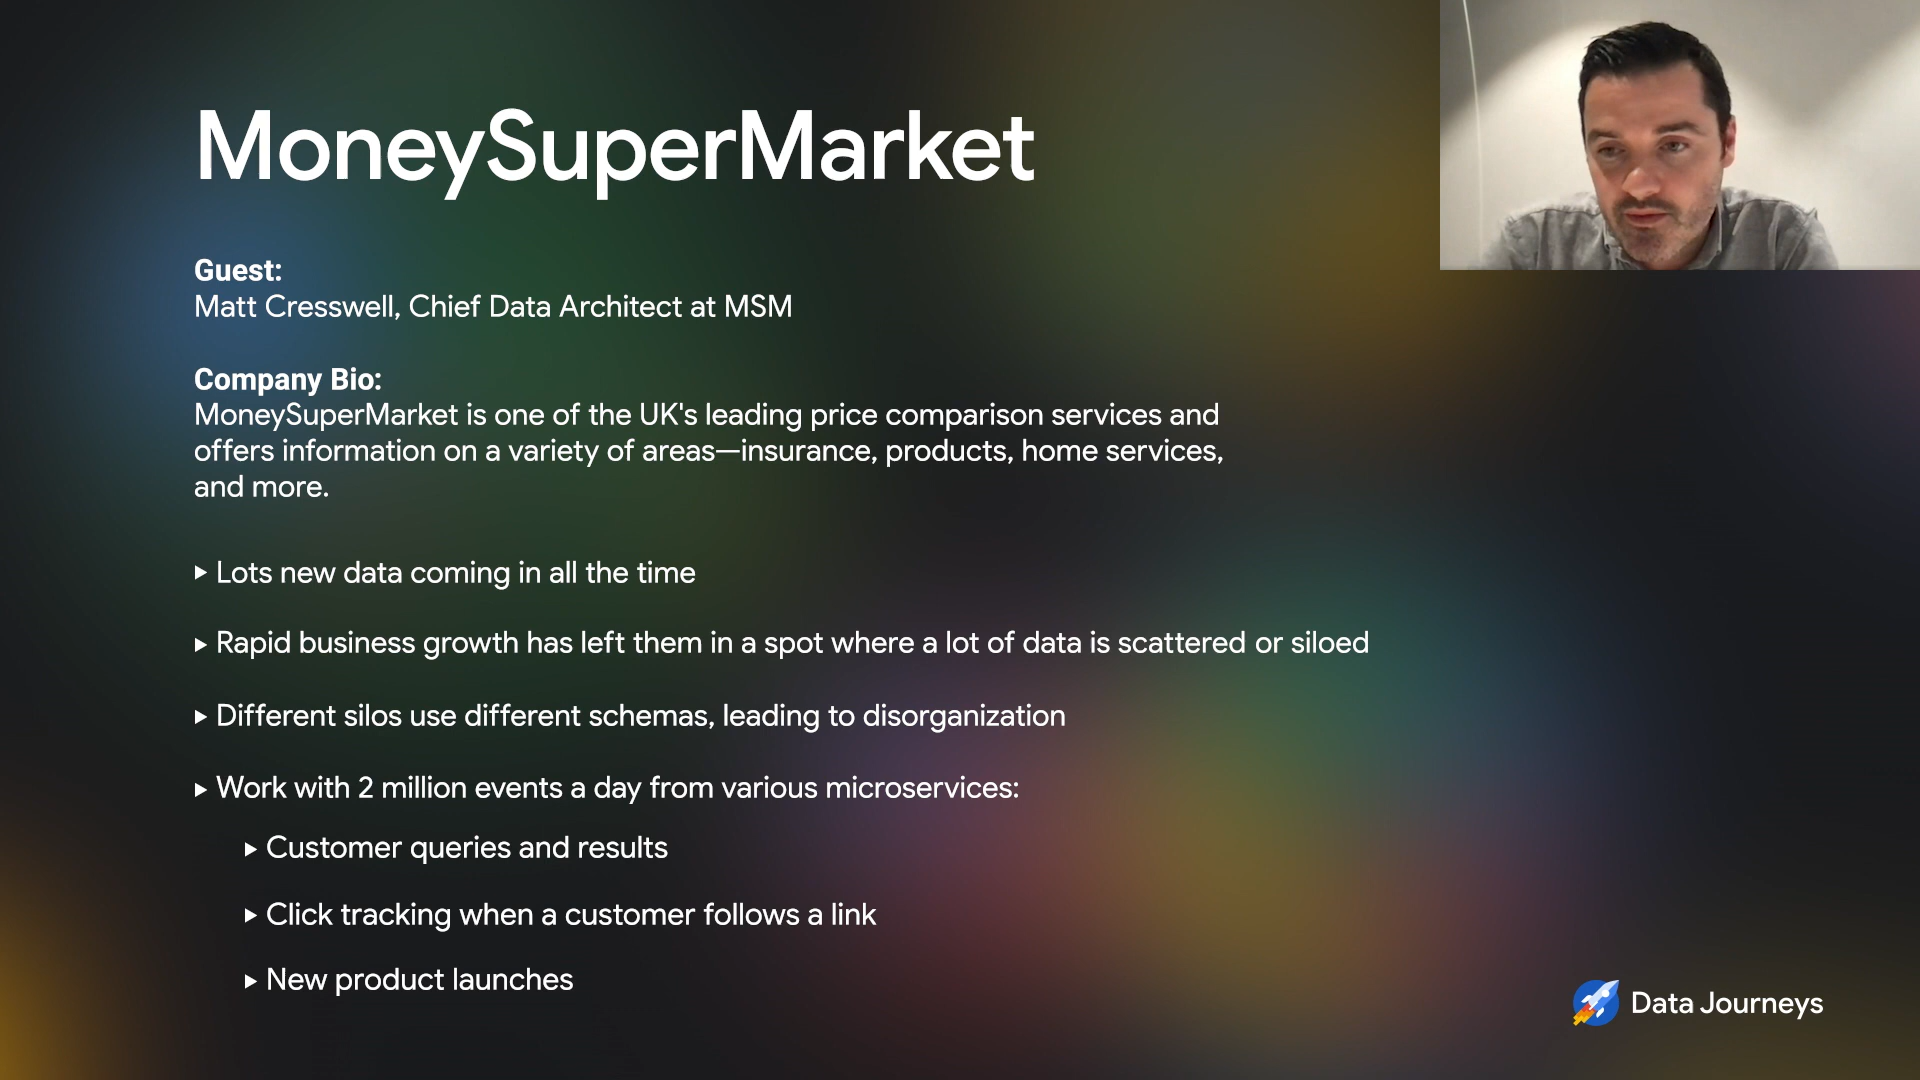 MoneySuperMarket
Guest:
Matt Cresswell, Chief Data Architect at MSM
Company Bio:
MoneySuperMarket is one of the UK's leading price comparison services and
offers information on a variety of areas—insurance, products, home services,
and more.
▸ Lots new data coming in all the time
▸ Rapid business growth has left them in a spot where a lot of data is scattered or siloed
▸ Different silos use different schemas, leading to disorganization
▸ Work with 2 million events a day from various microservices:
▸ Customer queries and results
▸ Click tracking when a customer follows a link
▸ New product launches
Data Journeys